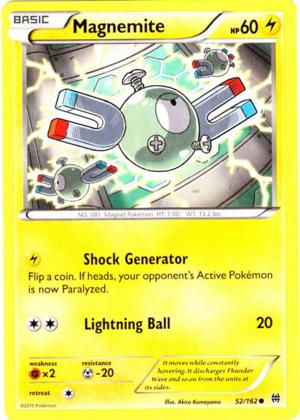 BASIC
Magnemite
HP60
NO. 081 Magnet Pokémon HT: 1'00" WT: 13.2 lbs.
Shock Generator
Flip a coin. If heads, your opponent's Active Pokémon
is now Paralyzed.
Lightning Ball 20
weakness
×2
resistance
-20
retreat
It moves while constantly
hovering. It discharges Thunder
Wave and so on from the units at
its sides.
©2015 Pokémon
Illus. Akira Komayama
52/162